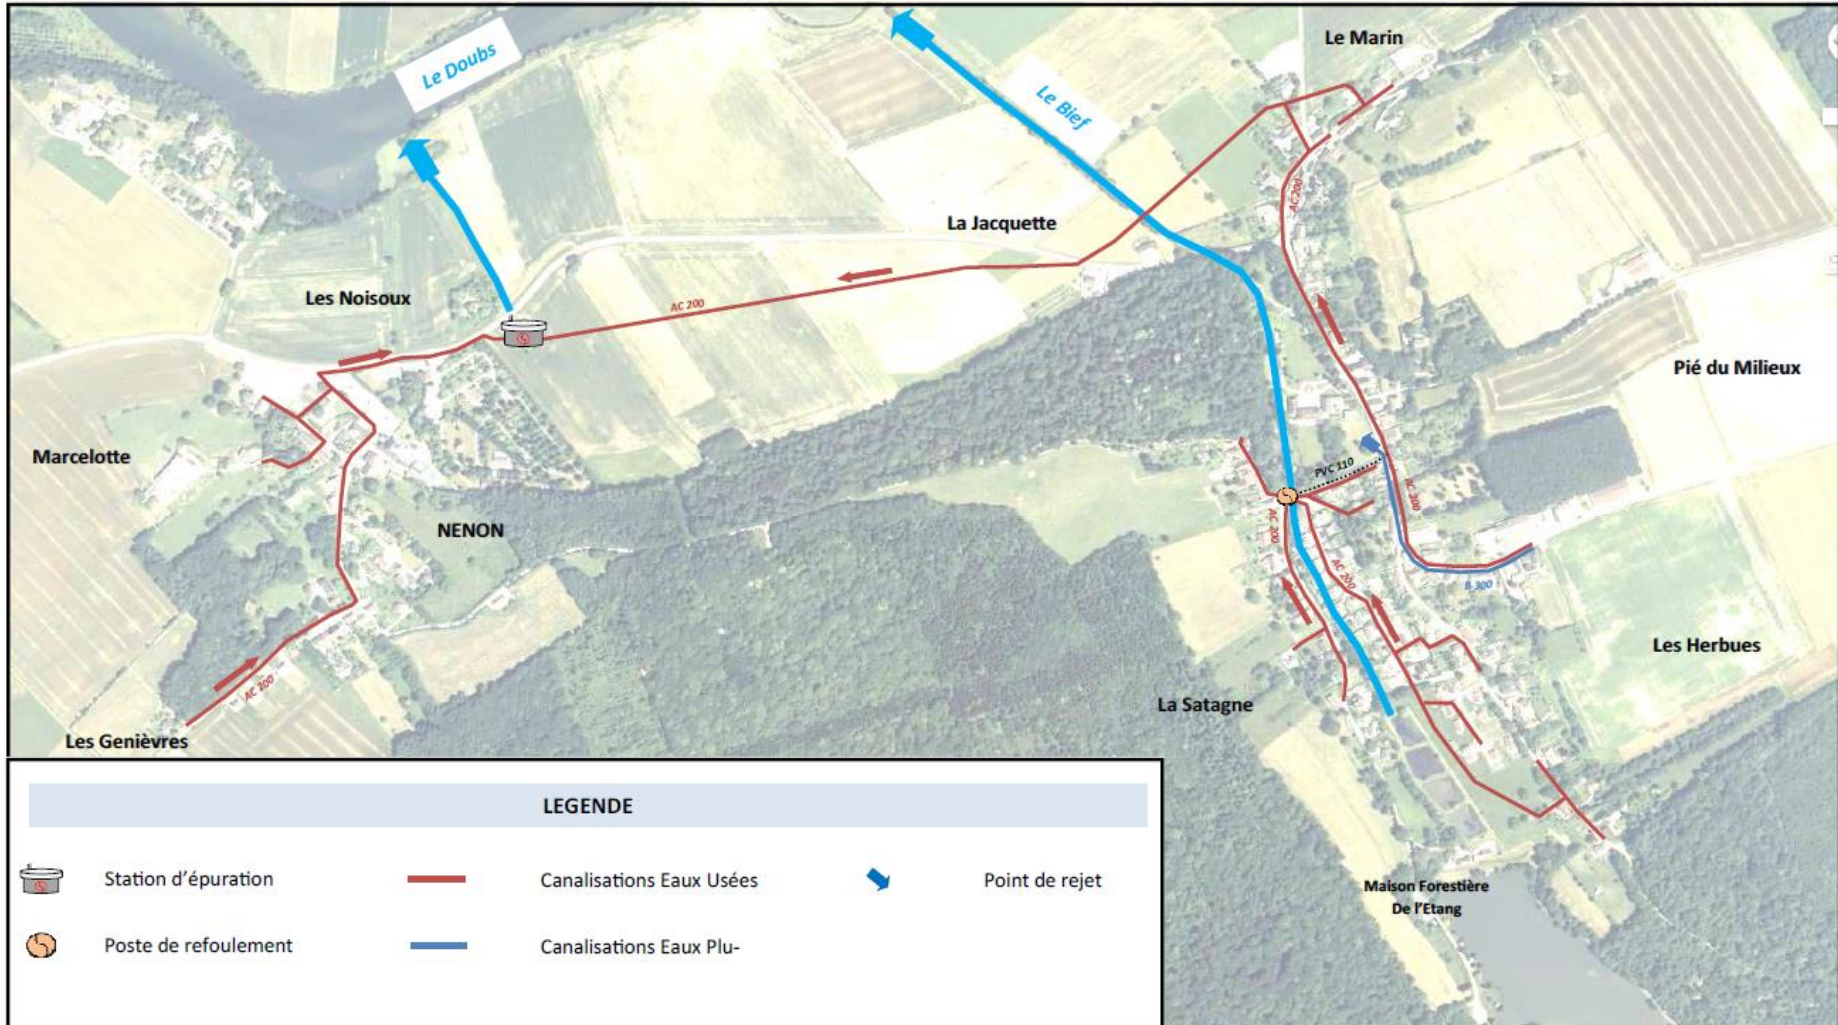 Le Marin
Le Doubs
Le Bief
AC 200
La Jacquette
Les Noisoux
AC 200
Pié du Milieux
Marcelotte
PVC 110
AC 200
NENON
AC 200
AC 200
B 300
Les Herbues
AC 200
La Satagne
Les Genièvres
LEGENDE
Station d'épuration
Canalisations Eaux Usées
Point de rejet
Maison Forestière
De l'Etang
Poste de refoulement
Canalisations Eaux Plu-